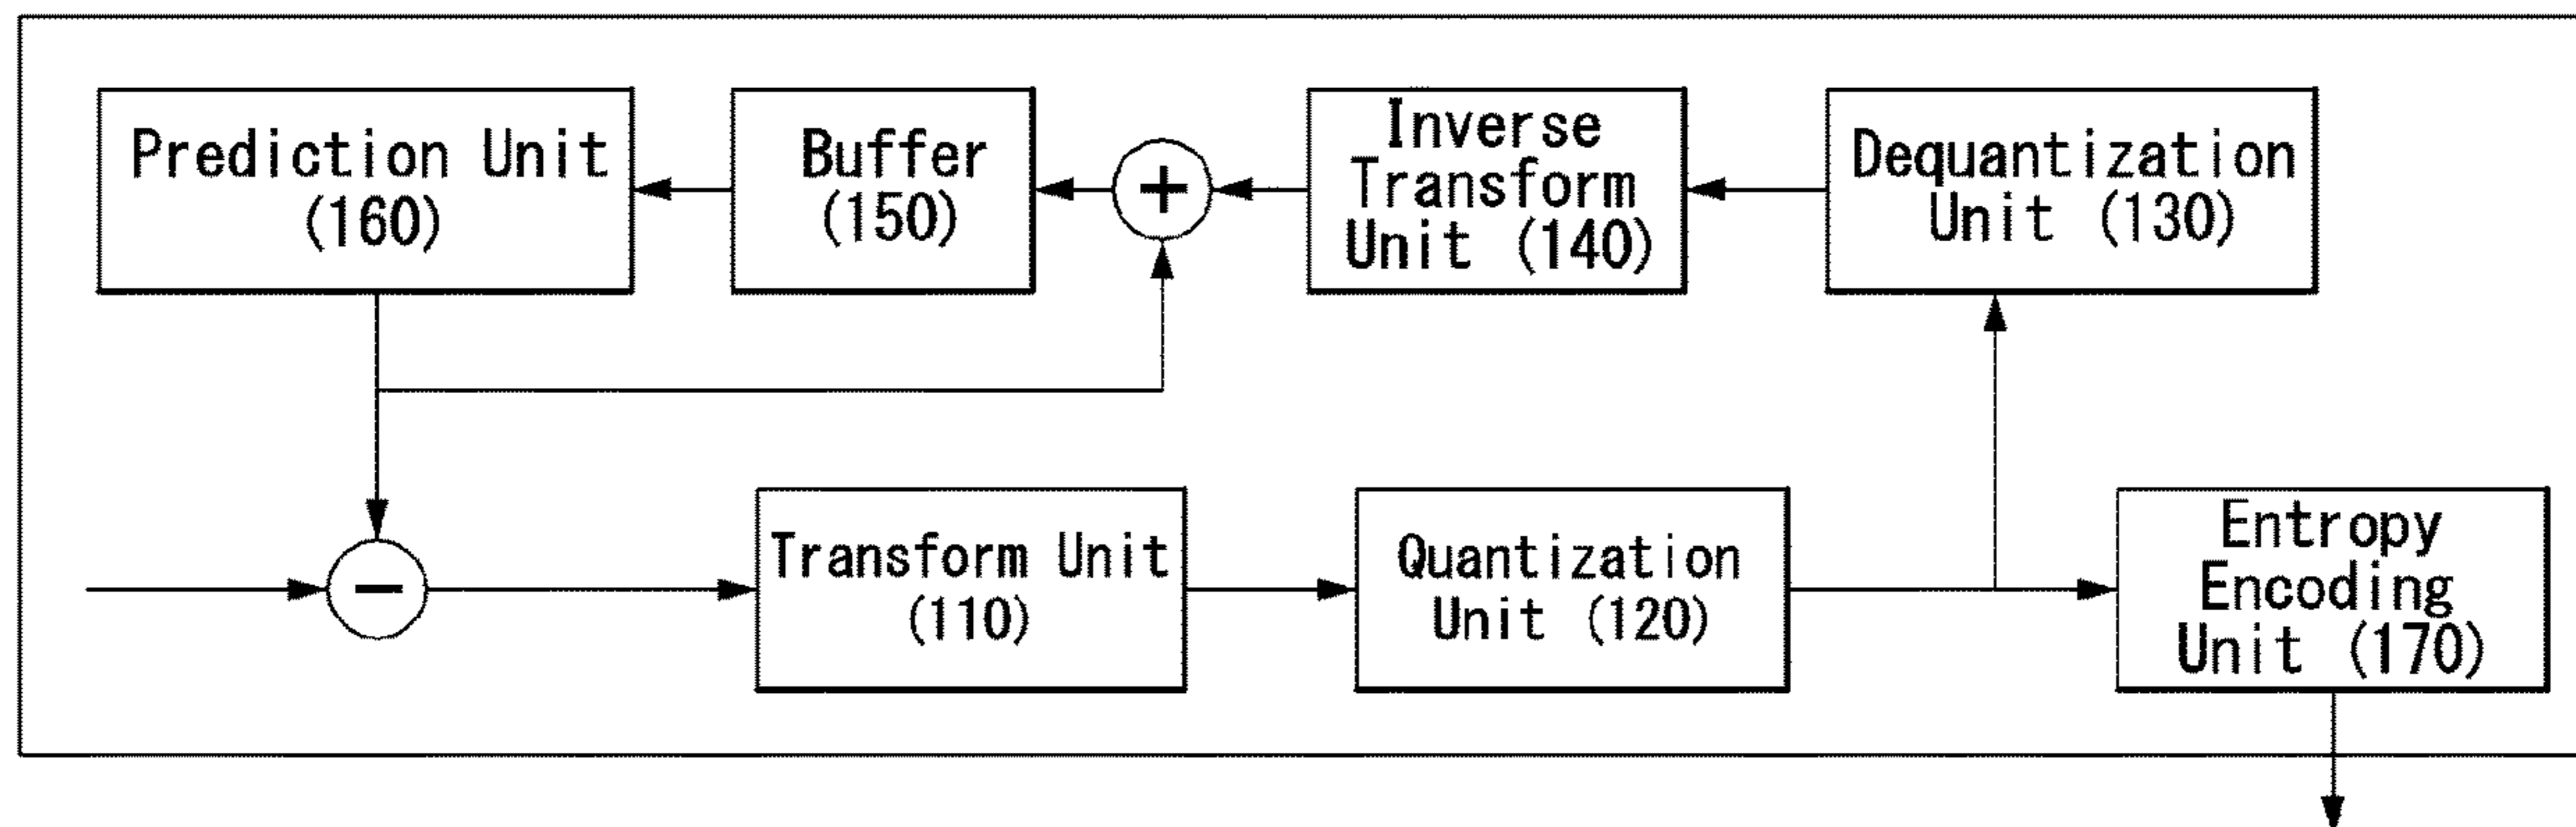 Prediction Unit
(160)
Buffer
(150)
+
Inverse
Transform
Unit (140)
Dequantization
Unit (130)
−
Transform Unit
(110)
Quantization
Unit (120)
Entropy
Encoding
Unit (170)